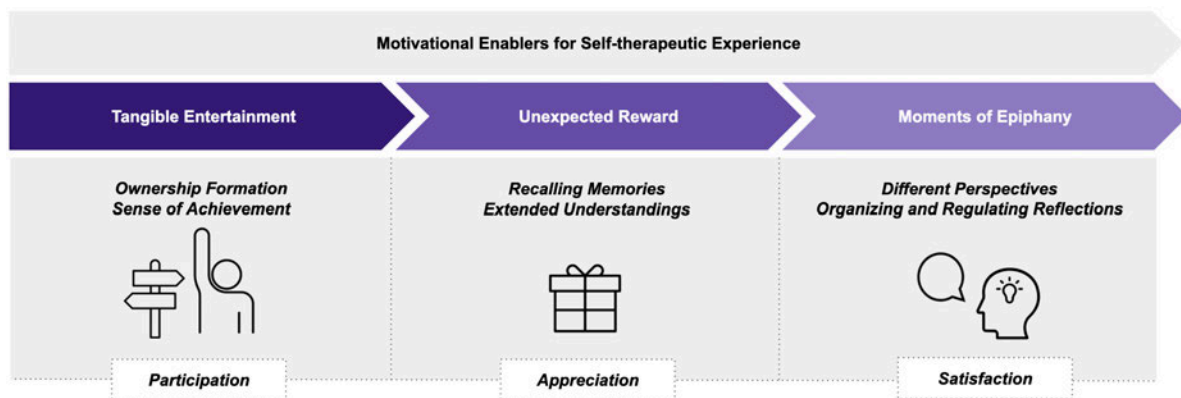 Motivational Enablers for Self-therapeutic Experience
Tangible Entertainment
Unexpected Reward
Moments of Epiphany
Ownership Formation
Sense of Achievement
Recalling Memories
Extended Understandings
Different Perspectives
Organizing and Regulating Reflections
Participation
Appreciation
Satisfaction